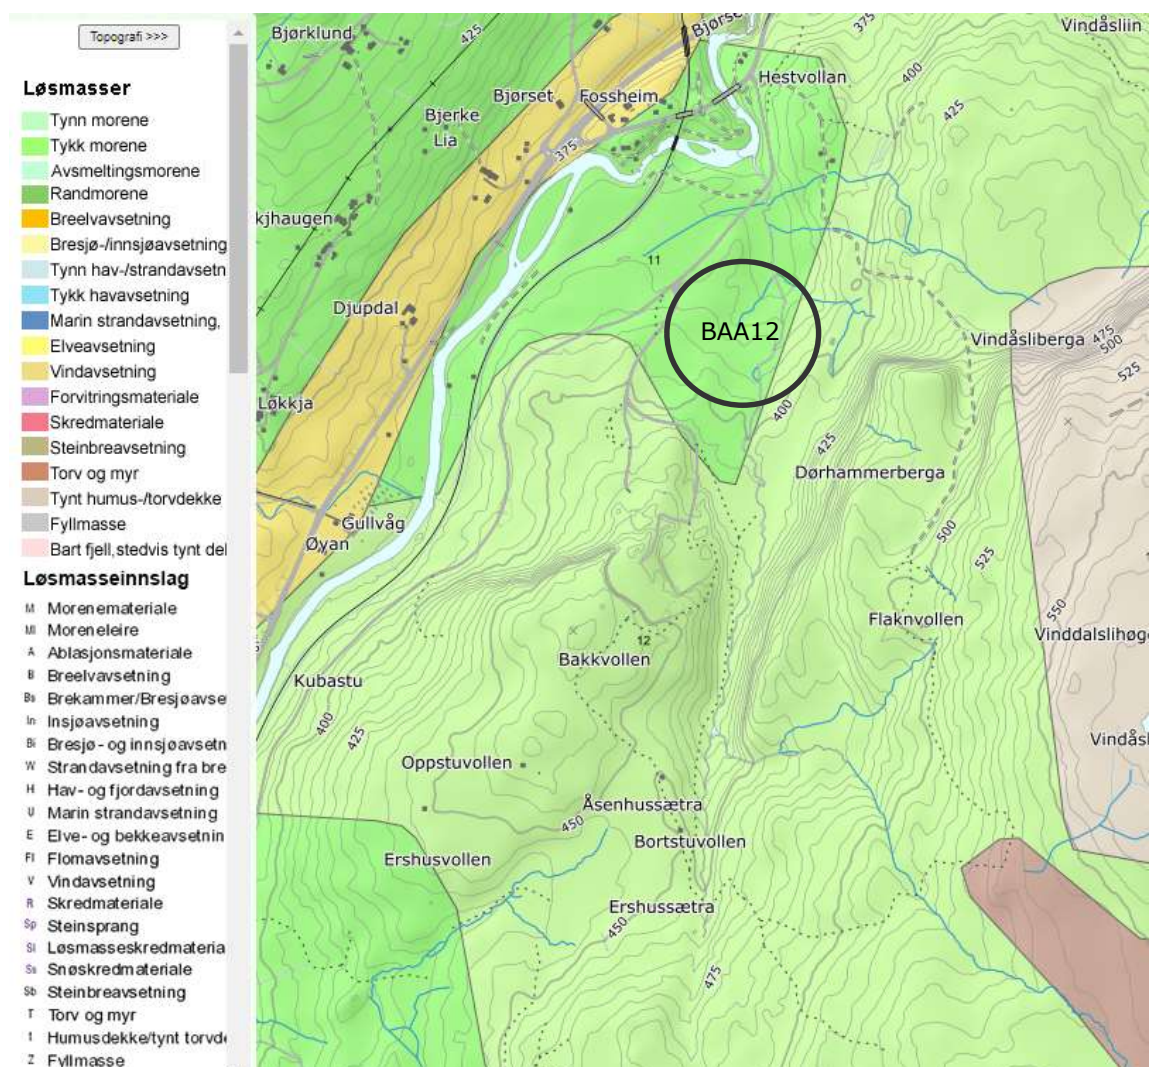 Topografi >>>
Løsmasser
Tynn morene
Tykk morene
Avsmeltingsmorene
Randmorene
Breelvavsetning
Bresjø-/innsjøavsetning
Tynn hav-/strandavsetn
Tykk havavsetning
Marin strandavsetning,
Elveavsetning
Vindavsetning
Forvitringsmateriale
Skredmateriale
Steinbreavsetning
Torv og myr
Tynt humus-/torvdekke
Fyllmasse
Bart fjell,stedvis tynt del
Løsmasseinnslag
M Morenemateriale
Ml Moreneleire
A Ablasjonsmateriale
B Breelvavsetning
Bs Brekammer/Bresjøavse
In Insjøavsetning
Bi Bresjø- og innsjøavsetn
W Strandavsetning fra bre
H Hav- og fjordavsetning
U Marin strandavsetning
E Elve- og bekkeavsetnin
Fl Flomavsetning
V Vindavsetning
R Skredmateriale
Sp Steinsprang
Sl Løsmasseskredmateria
Ss Snøskredmateriale
Sb Steinbreavsetning
T Torv og myr
1 Humusdekke/tynt torvd
Z Fyllmasse
Bjørklund
425
Bjørse
375
Vindåsliin
Hestvollan
400
425
Bjørset
Fossheim
Bjerke
Lia
375
kjhaugen
11
Djupdal
BAA12
Vindåsliberga
475
500
525
Løkkja
400
425
Dørhammerberga
Gullvåg
Øyan
500
525
550
Flaknvollen
Vinddalslihøg
12
Bakkvollen
Kubastu
400
425
Vindås
Oppstuvollen
Åsenhussætra
450
Bortstuvollen
Ershusvollen
Ershussætra
450
475